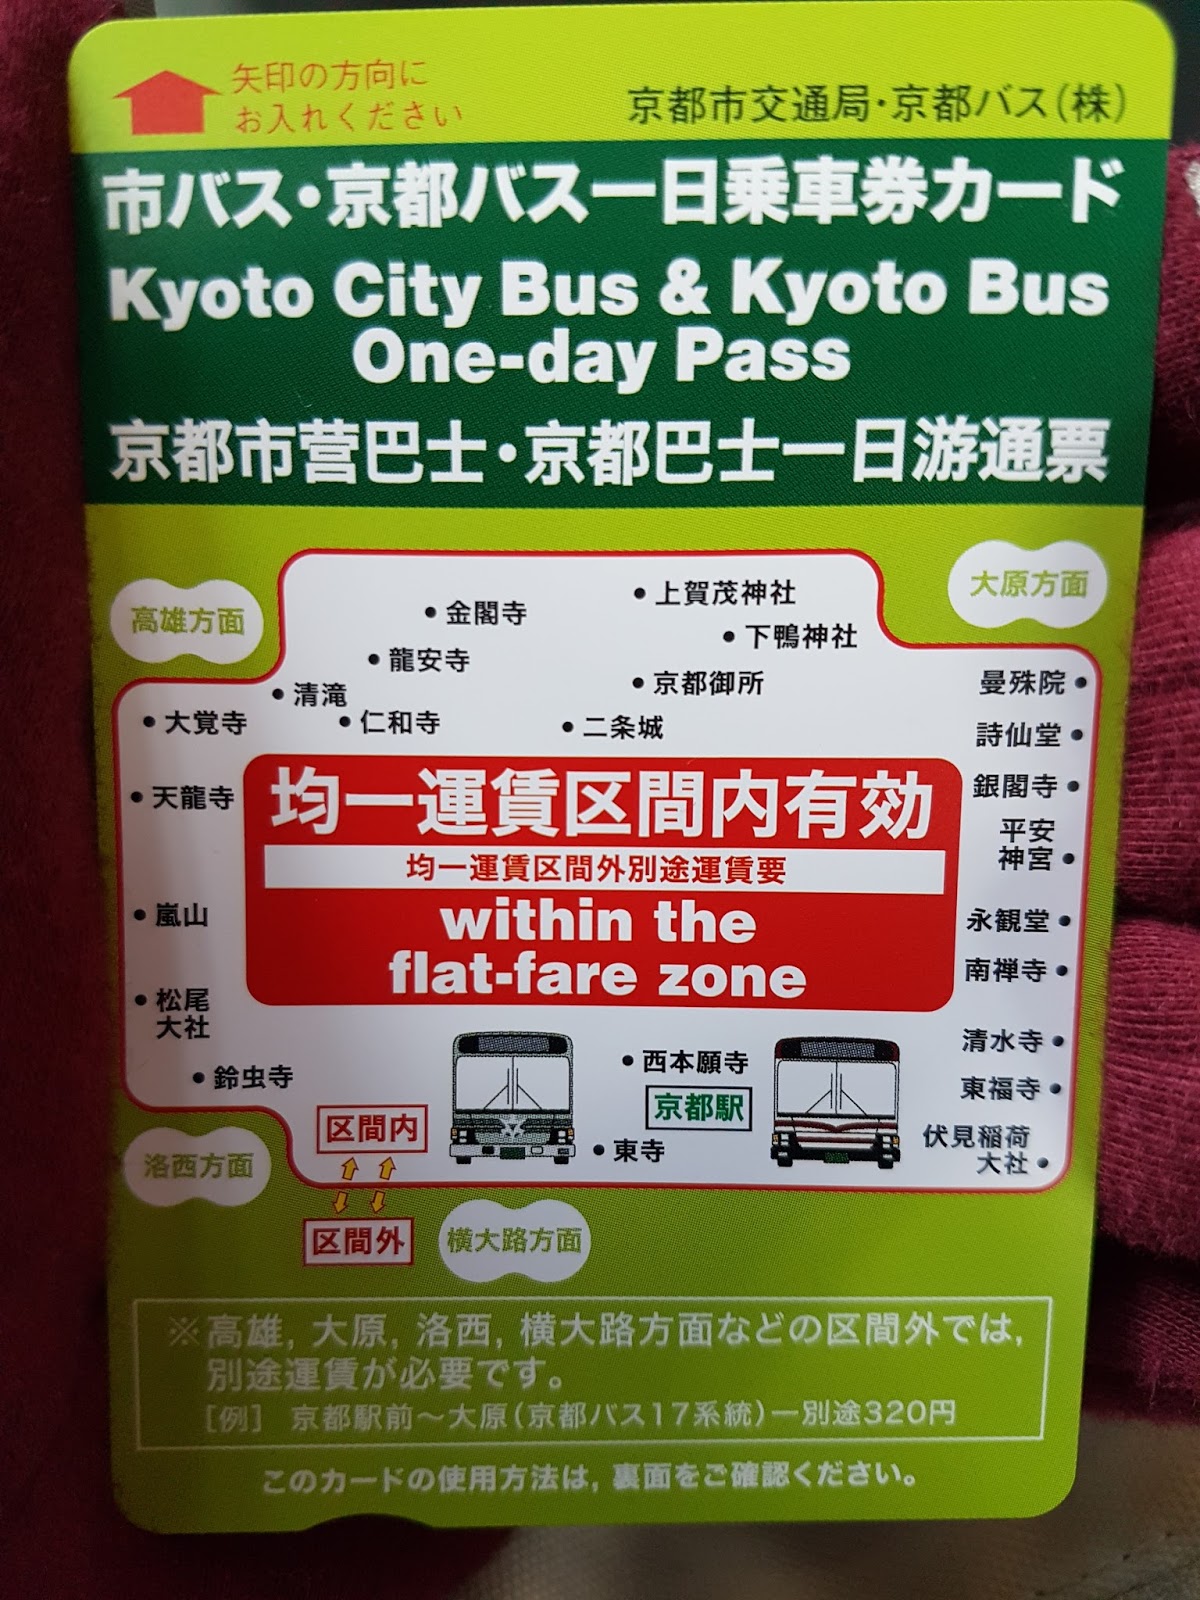 矢印の方向に
お入れください
京都市交通局・京都バス(株)
市バス・京都バス一日乗車券カード
Kyoto City Bus & Kyoto Bus
One-day Pass
京都市营巴士・京都巴士一日游通票
高雄方面
大原方面
・金閣寺
・上賀茂神社
・下鴨神社
・龍安寺
・京都御所
・清滝
・大覚寺
・仁和寺
・二条城
曼殊院・
詩仙堂・
・天龍寺
銀閣寺・
平安
神宮・
永観堂・
南禅寺・
均一運賃区間内有効
均一運賃区間外別途運賃要
within the
flat-fare zone
・嵐山
・松尾
大社
・鈴虫寺
清水寺・
東福寺・
伏見稲荷
大社・
・西本願寺
京都駅
・東寺
区間内
洛西方面
区間外
横大路方面
※高雄, 大原, 洛西, 横大路方面などの区間外では,
別途運賃が必要です。
[例] 京都駅前～大原(京都バス17系統)ー別途320円
このカードの使用方法は, 裏面をご確認ください。